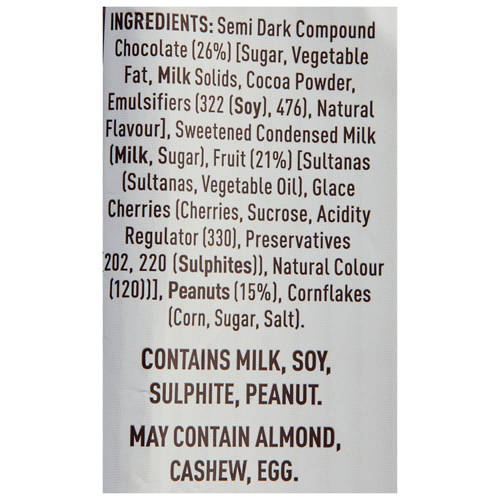 INGREDIENTS: Semi Dark Compound
Chocolate (26%) [Sugar, Vegetable
Fat, Milk Solids, Cocoa Powder,
Emulsifiers (322 (Soy), 476), Natural
Flavour], Sweetened Condensed Milk
(Milk, Sugar), Fruit (21%) [Sultanas
(Sultanas, Vegetable Oil), Glace
Cherries (Cherries, Sucrose, Acidity
Regulator (330), Preservatives
202, 220 (Sulphites)), Natural Colour
(120))], Peanuts (15%), Cornflakes
(Corn, Sugar, Salt).
CONTAINS MILK, SOY,
SULPHITE, PEANUT.
MAY CONTAIN ALMOND,
CASHEW, EGG.